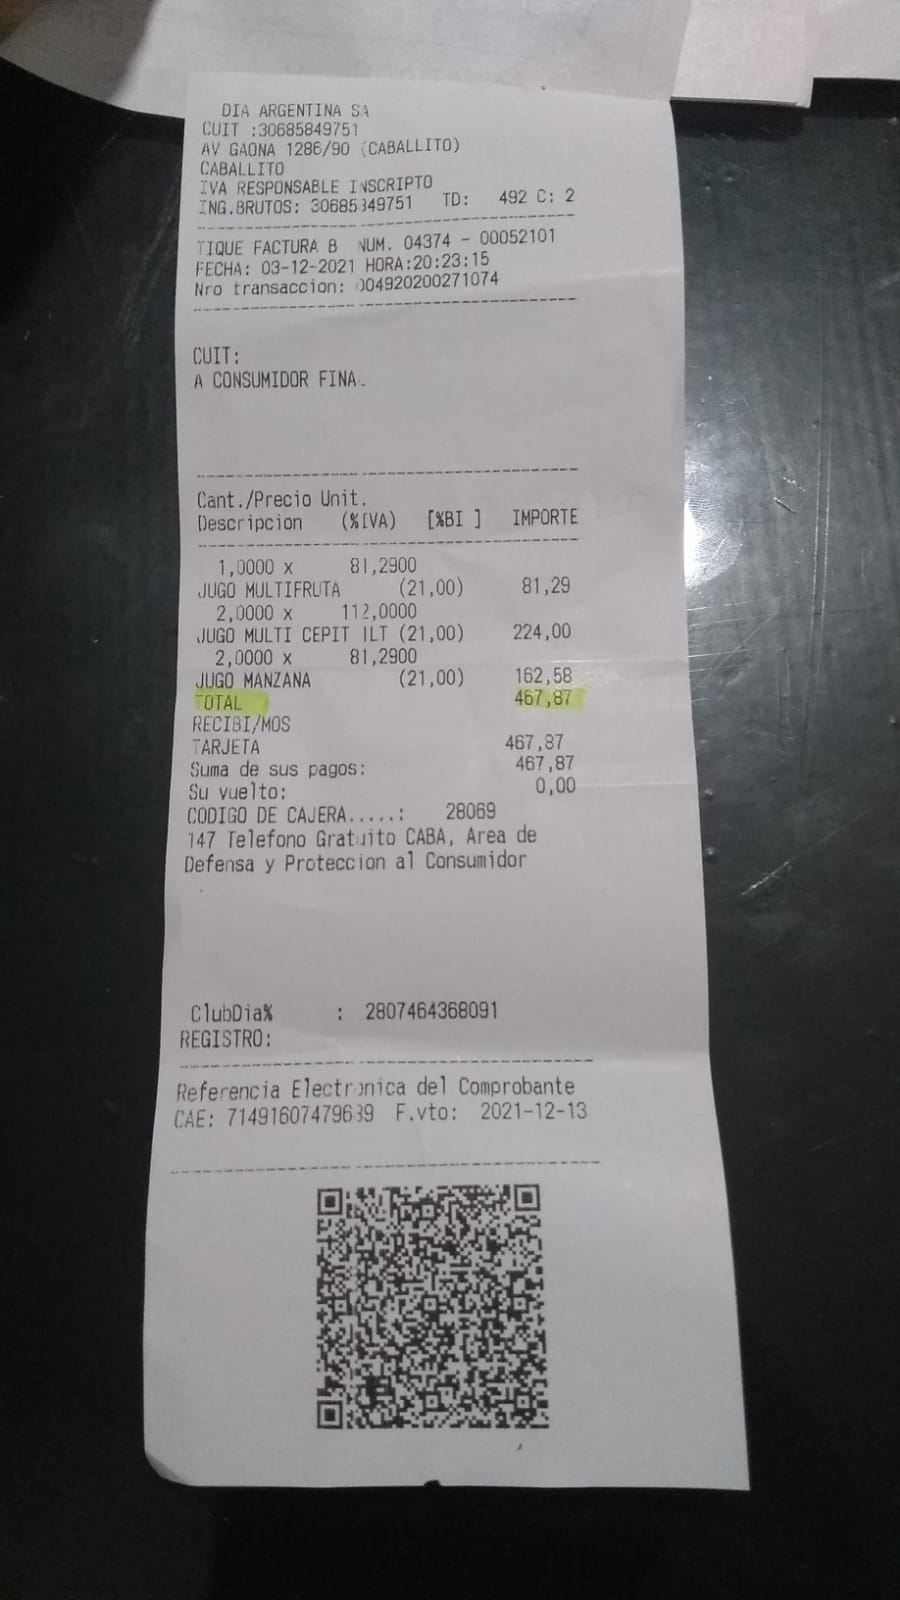 DIA ARGENTINA SA
CUIT :30685849751
AV GAONA 1286/90 (CABALLITO)
CABALLITO
IVA RESPONSABLE INSCRIPTO
ING.BRUTOS: 30685849751 TD: 492 C: 2
TIQUE FACTURA B NUM. 04374 - 00052101
FECHA: 03-12-2021 HORA:20:23:15
Nro transaccion: 004920200271074
CUIT:
A CONSUMIDOR FINAL
Cant./Precio Unit.
Descripcion (%IVA) [%BI ] IMPORTE
1,0000 x 81,2900
JUGO MULTIFRUTA (21,00) 81,29
2,0000 x 112,0000
JUGO MULTI CEPIT 1LT (21,00) 224,00
2,0000 x 81,2900
JUGO MANZANA (21,00) 162,58
TOTAL 467,87
RECIBI/MOS
TARJETA 467,87
Suma de sus pagos: 467,87
Su vuelto: 0,00
CODIGO DE CAJERA.....: 28069
147 Telefono Gratuito CABA, Area de
Defensa y Proteccion al Consumidor
ClubDia% : 2807464368091
REGISTRO:
Referencia Electronica del Comprobante
CAE: 71491607479639 F.vto: 2021-12-13